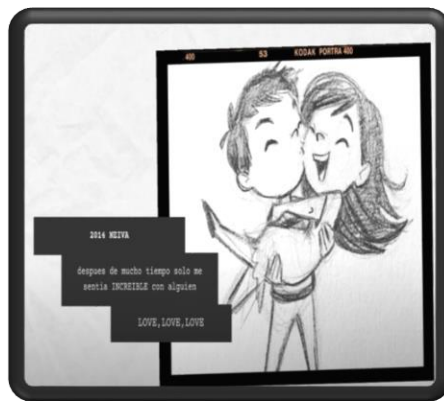 400 53 KODAK PORTRA 400
2014 NEIVA
despues de mucho tiempo solo me
sentia INCREIBLE con alguien
LOVE,LOVE,LOVE